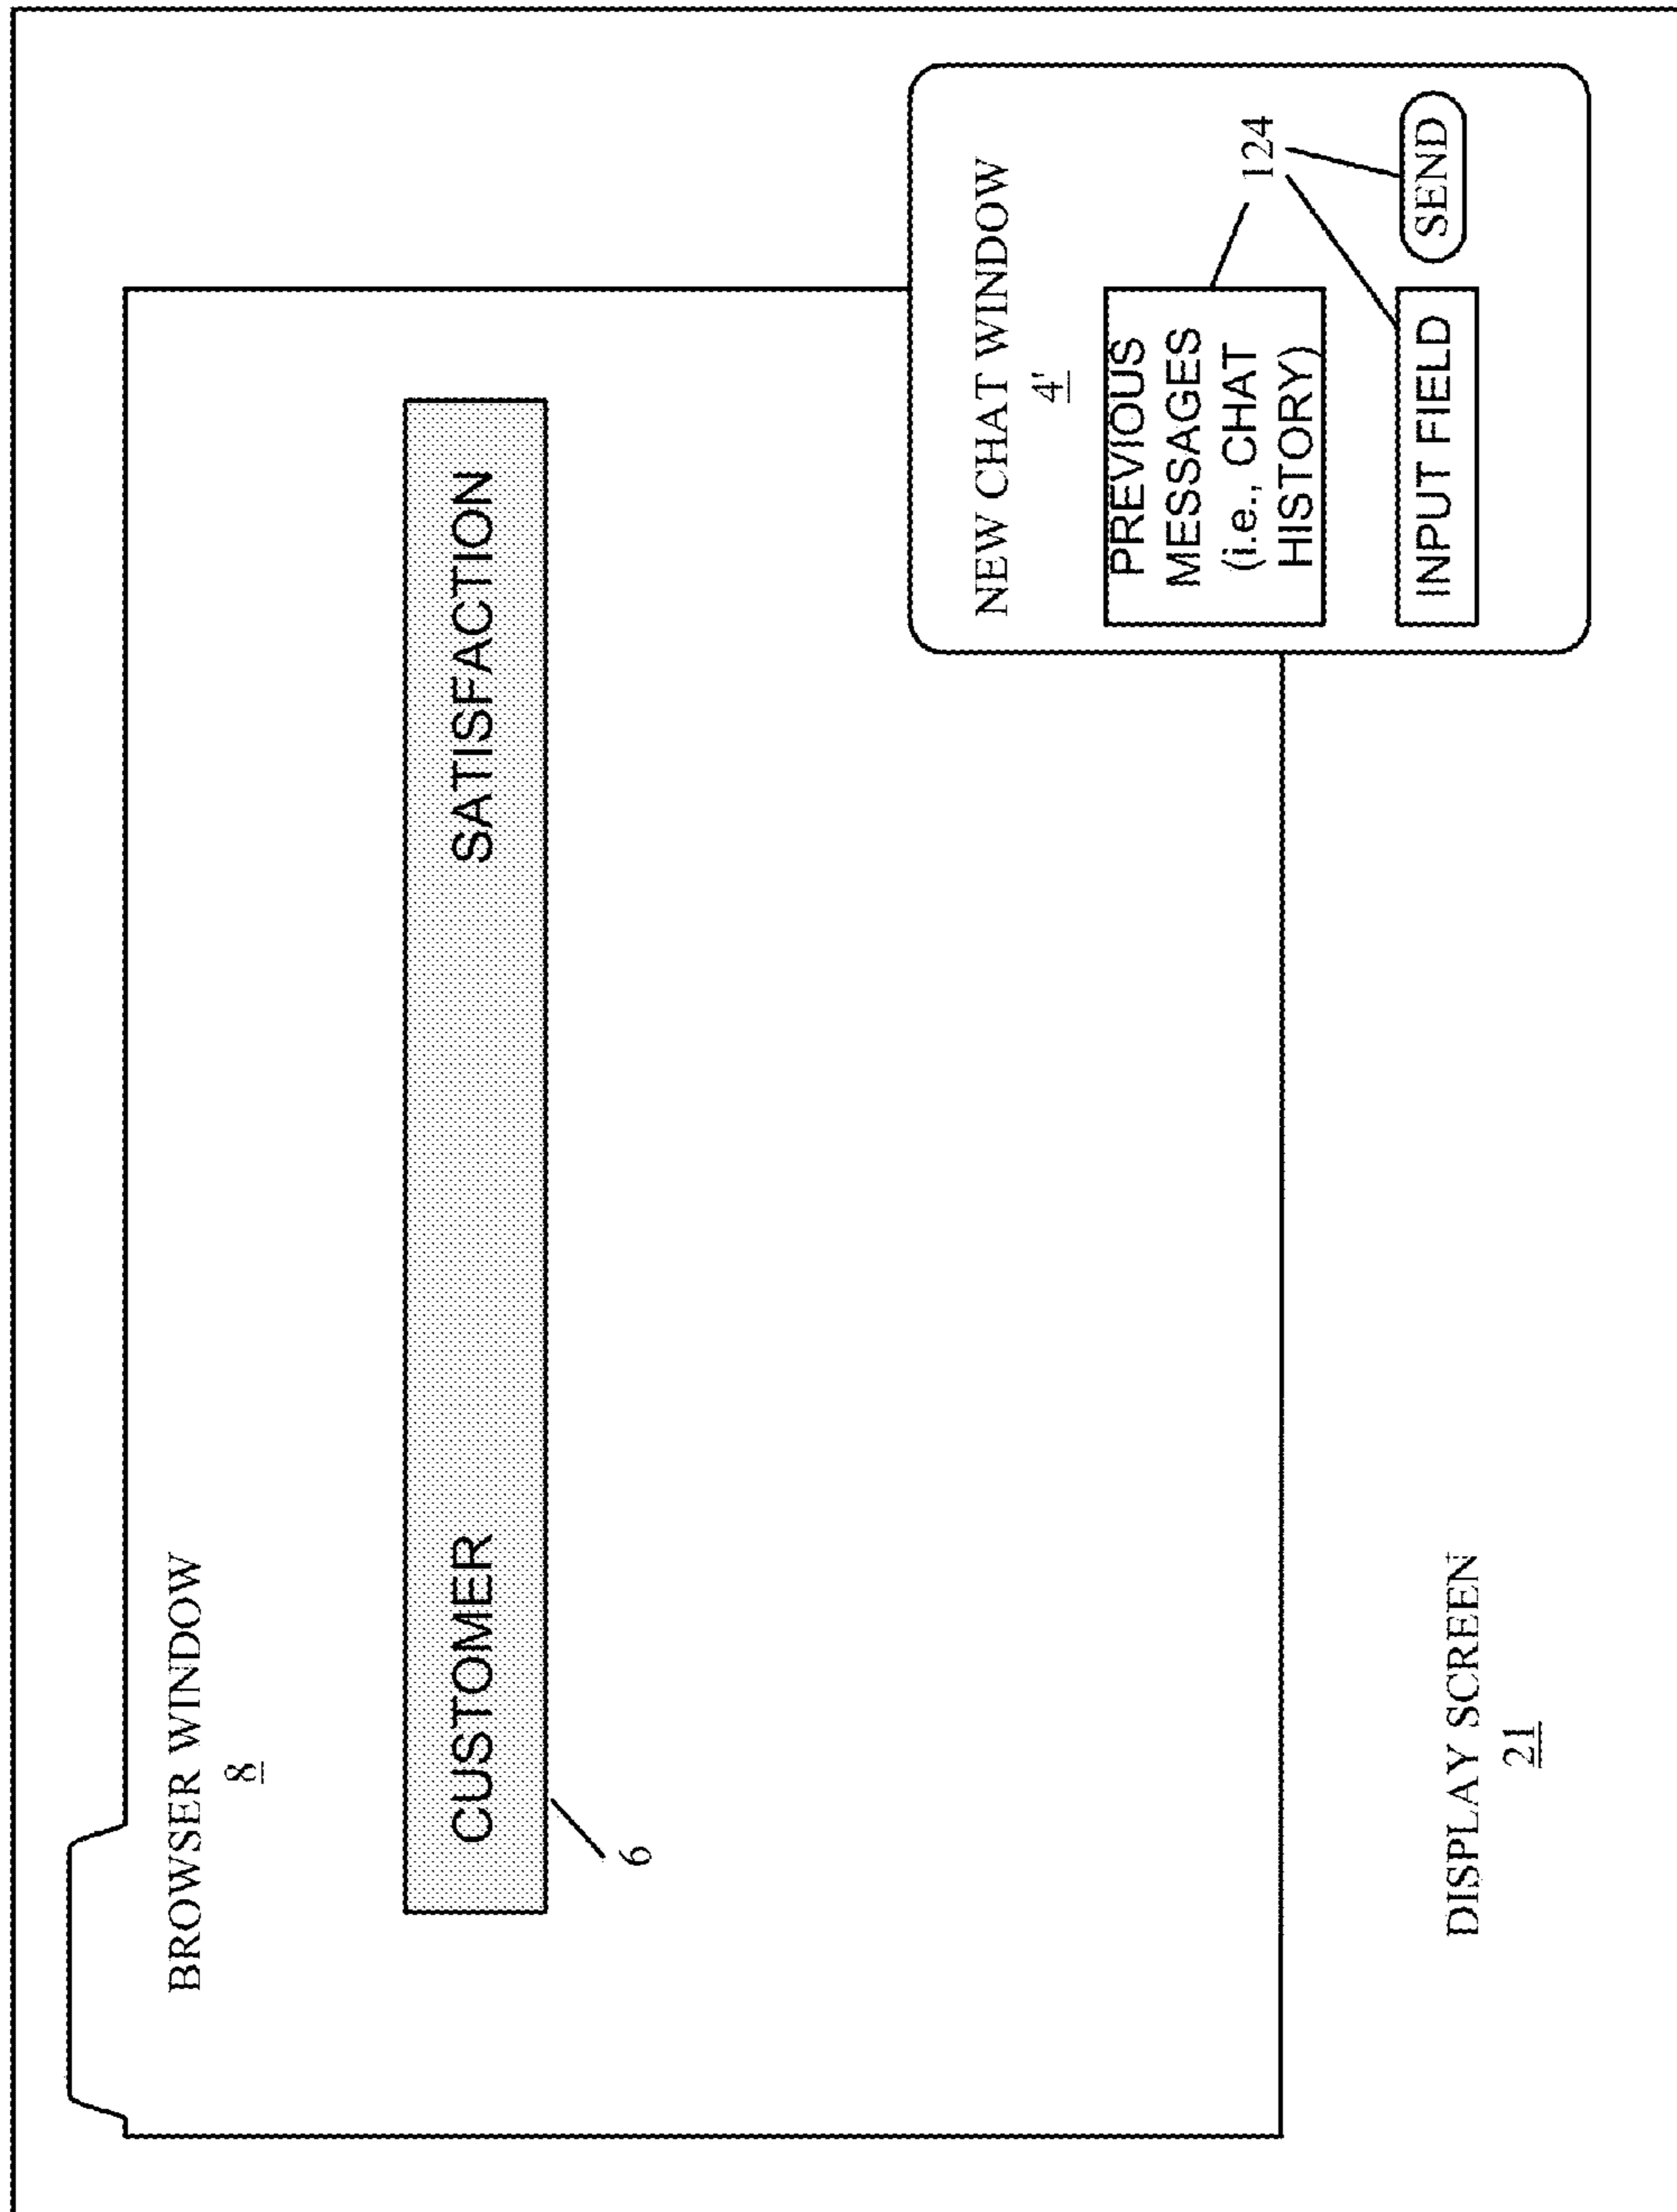 BROWSER WINDOW
8
CUSTOMER SATISFACTION
6
NEW CHAT WINDOW
4'
PREVIOUS
MESSAGES
(i.e., CHAT
HISTORY)
124
INPUT FIELD
SEND
DISPLAY SCREEN
21